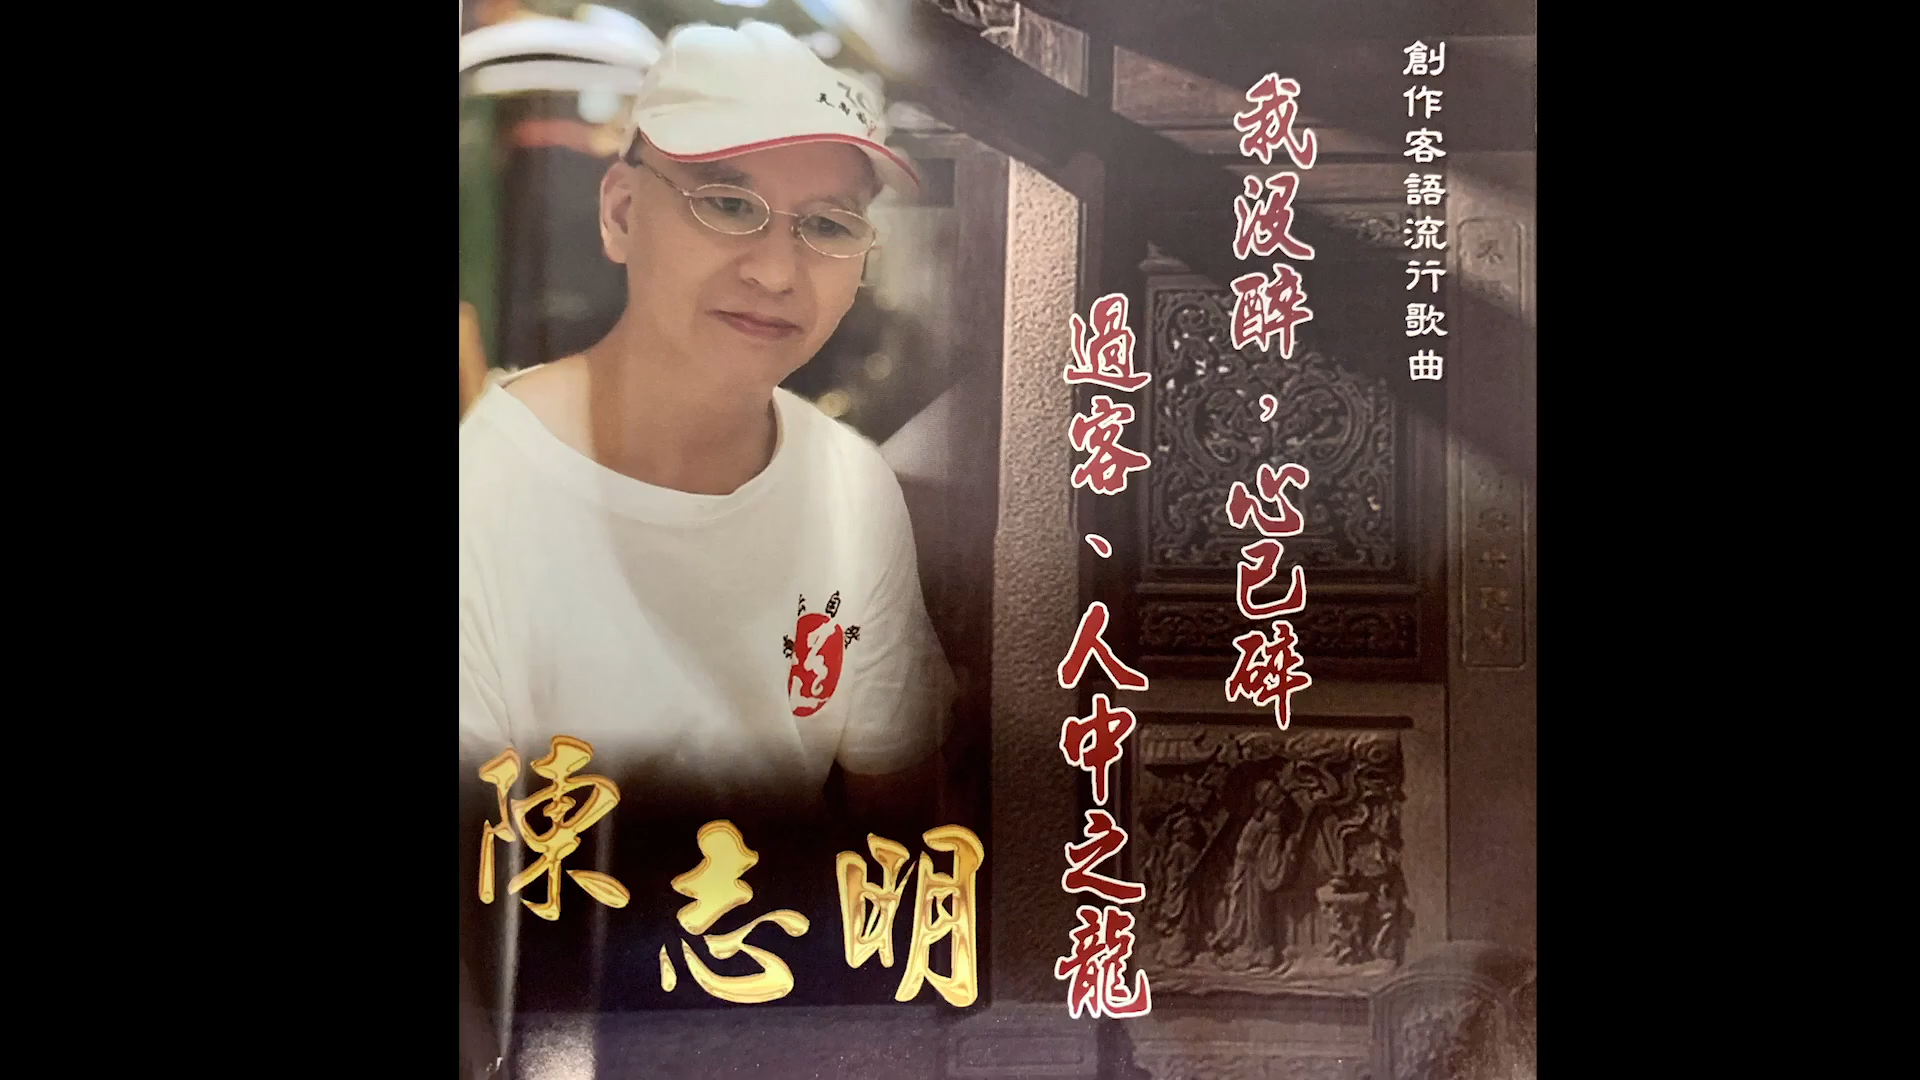 創作客語流行歌曲
我沒醉，心已碎
過客、人中之龍
陳志明